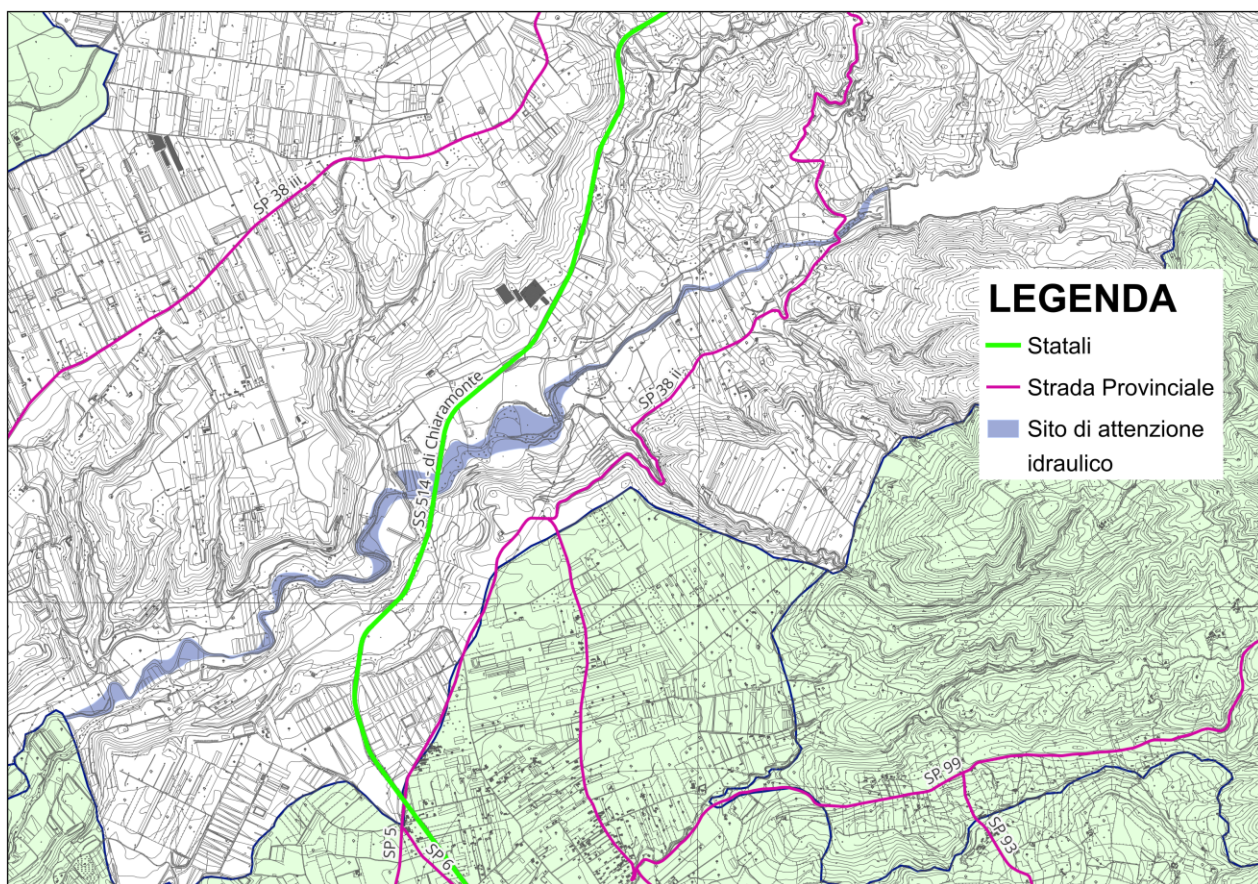 SP 38 iii
LEGENDA
Statali
Strada Provinciale
Sito di attenzione
idraulico
SS 514 - di Chiaramonte
SP 38 ii
SP 99
SP 93
SP 5
SP 6